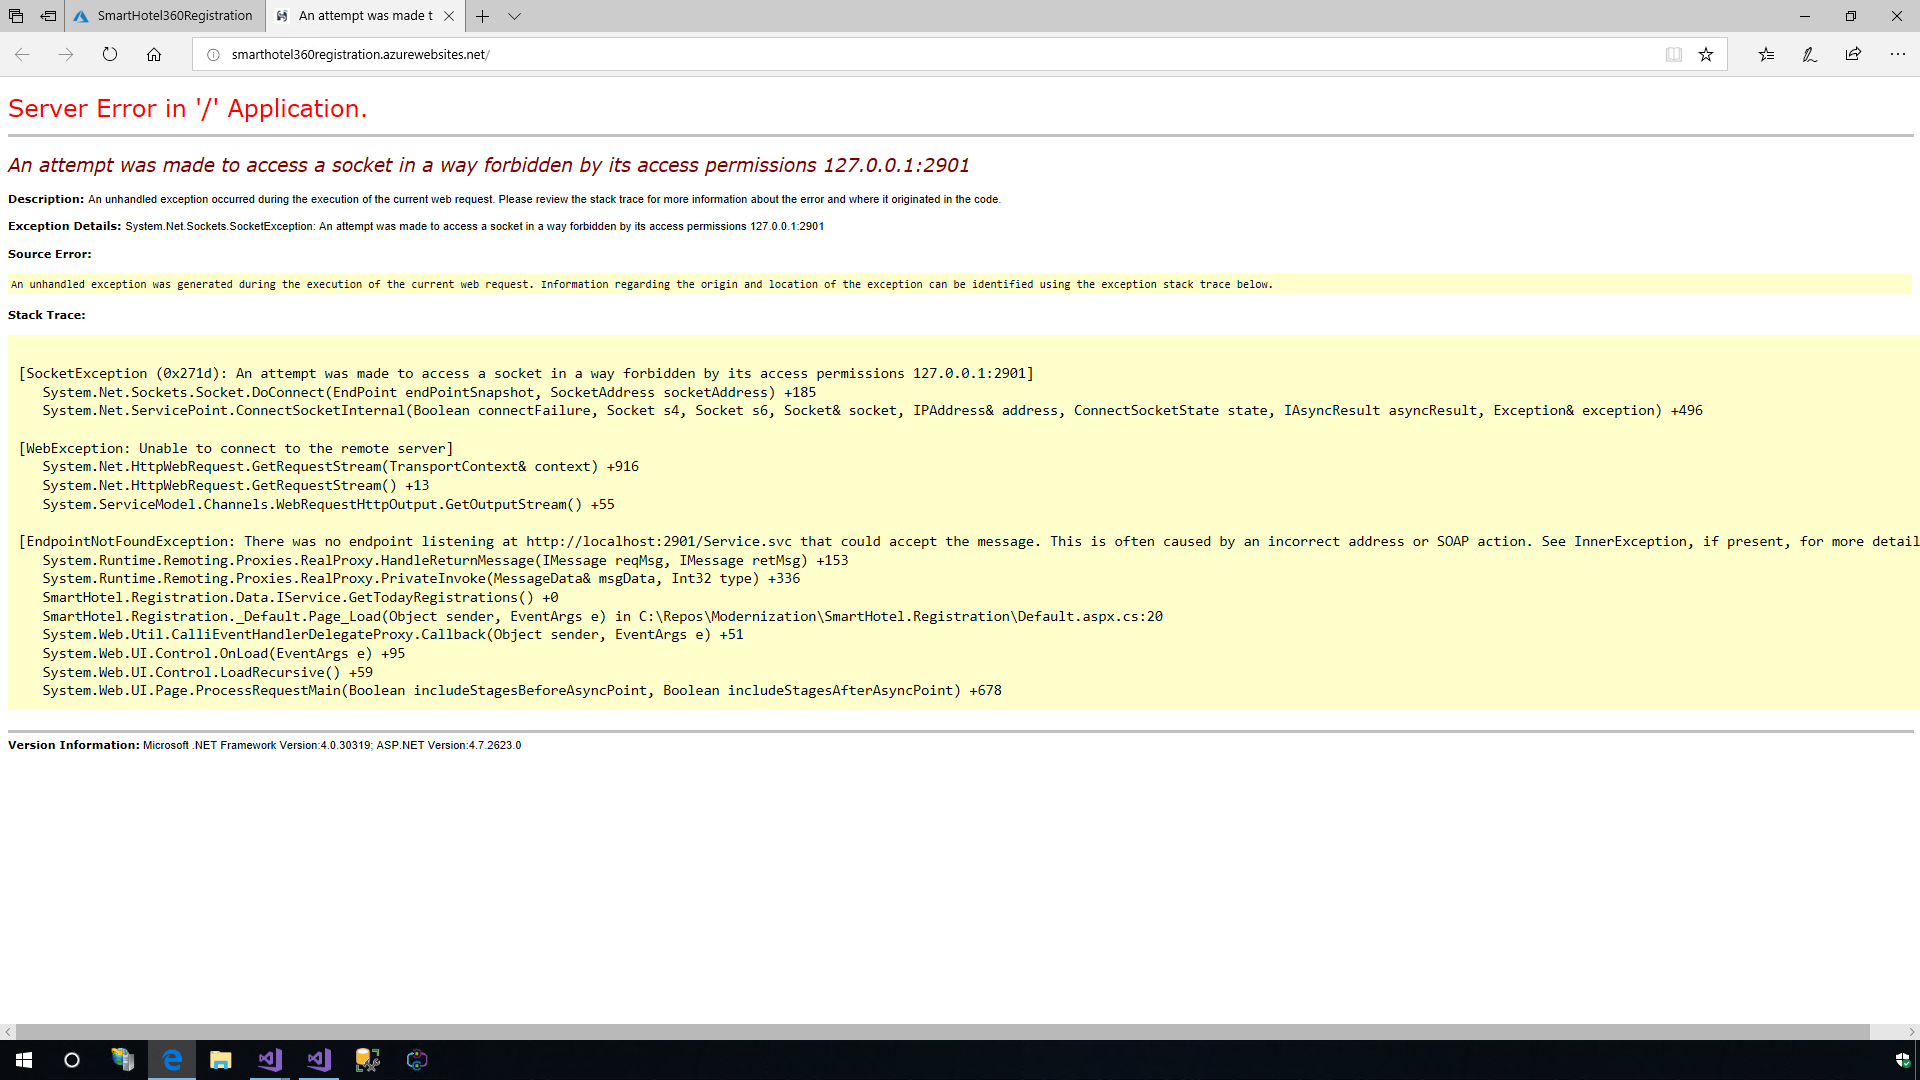 SmartHotel360Registration
An attempt was made t
smarthotel360registration.azurewebsites.net/
Server Error in '/' Application.
An attempt was made to access a socket in a way forbidden by its access permissions 127.0.0.1:2901
Description: An unhandled exception occurred during the execution of the current web request. Please review the stack trace for more information about the error and where it originated in the code.
Exception Details: System.Net.Sockets.SocketException: An attempt was made to access a socket in a way forbidden by its access permissions 127.0.0.1:2901
Source Error:
An unhandled exception was generated during the execution of the current web request. Information regarding the origin and location of the exception can be identified using the exception stack trace below.
Stack Trace:
[SocketException (0x271d): An attempt was made to access a socket in a way forbidden by its access permissions 127.0.0.1:2901]
System.Net.Sockets.Socket.DoConnect(EndPoint endPointSnapshot, SocketAddress socketAddress) +185
System.Net.ServicePoint.ConnectSocketInternal(Boolean connectFailure, Socket s4, Socket s6, Socket& socket, IPAddress& address, ConnectSocketState state, IAsyncResult asyncResult, Exception& exception) +496
[WebException: Unable to connect to the remote server]
System.Net.HttpWebRequest.GetRequestStream(TransportContext& context) +916
System.Net.HttpWebRequest.GetRequestStream() +13
System.ServiceModel.Channels.WebRequestHttpOutput.GetOutputStream() +55
[EndpointNotFoundException: There was no endpoint listening at http://localhost:2901/Service.svc that could accept the message. This is often caused by an incorrect address or SOAP action. See InnerException, if present, for more detail
System.Runtime.Remoting.Proxies.RealProxy.HandleReturnMessage(IMessage reqMsg, IMessage retMsg) +153
System.Runtime.Remoting.Proxies.RealProxy.PrivateInvoke(MessageData& msgData, Int32 type) +336
SmartHotel.Registration.Data.IService.GetTodayRegistrations() +0
SmartHotel.Registration._Default.Page_Load(Object sender, EventArgs e) in C:\Repos\Modernization\SmartHotel.Registration\Default.aspx.cs:20
System.Web.Util.CalliEventHandlerDelegateProxy.Callback(Object sender, EventArgs e) +51
System.Web.UI.Control.OnLoad(EventArgs e) +95
System.Web.UI.Control.LoadRecursive() +59
System.Web.UI.Page.ProcessRequestMain(Boolean includeStagesBeforeAsyncPoint, Boolean includeStagesAfterAsyncPoint) +678
Version Information: Microsoft .NET Framework Version:4.0.30319; ASP.NET Version:4.7.2623.0